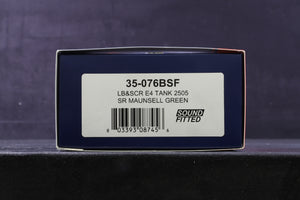 35-076BSF
LB&SCR E4 TANK 2505
SR MAUNSELL GREEN
SOUND
FITTED